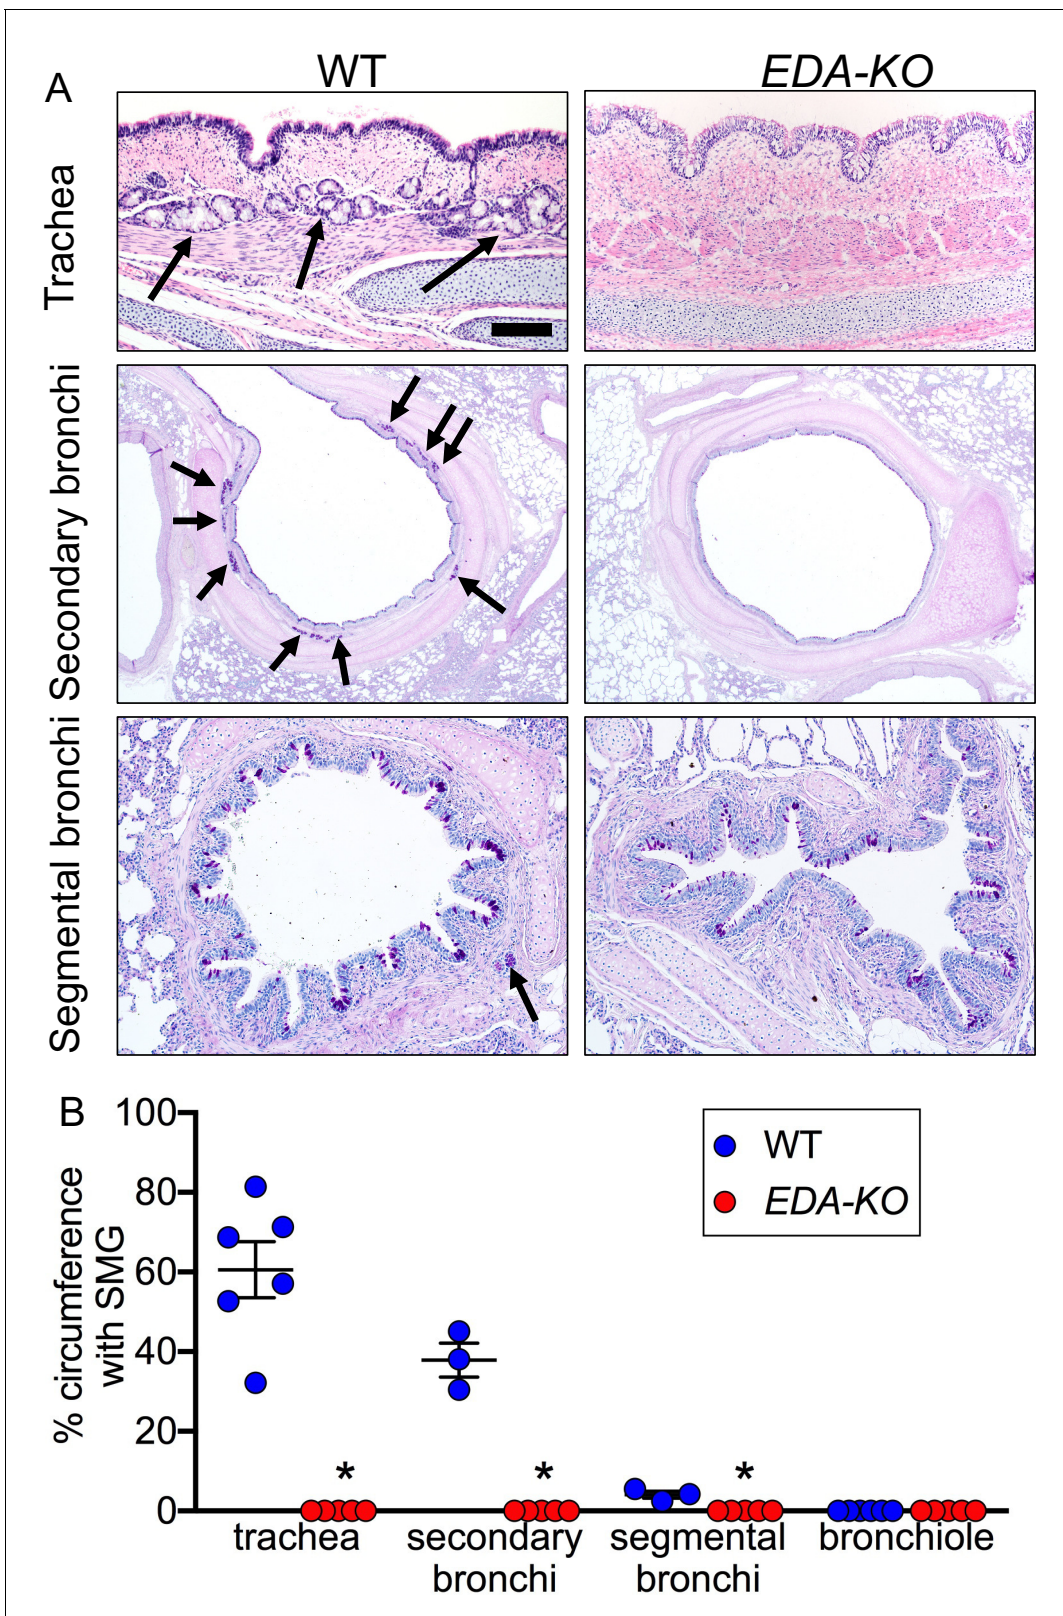 A
WT
EDA-KO
Trachea
Secondary bronchi
Segmental bronchi
B
% circumference
with SMG
100
80
60
40
20
0
WT
EDA-KO
*
*
*
trachea
secondary
bronchi
segmental
bronchi
bronchiole